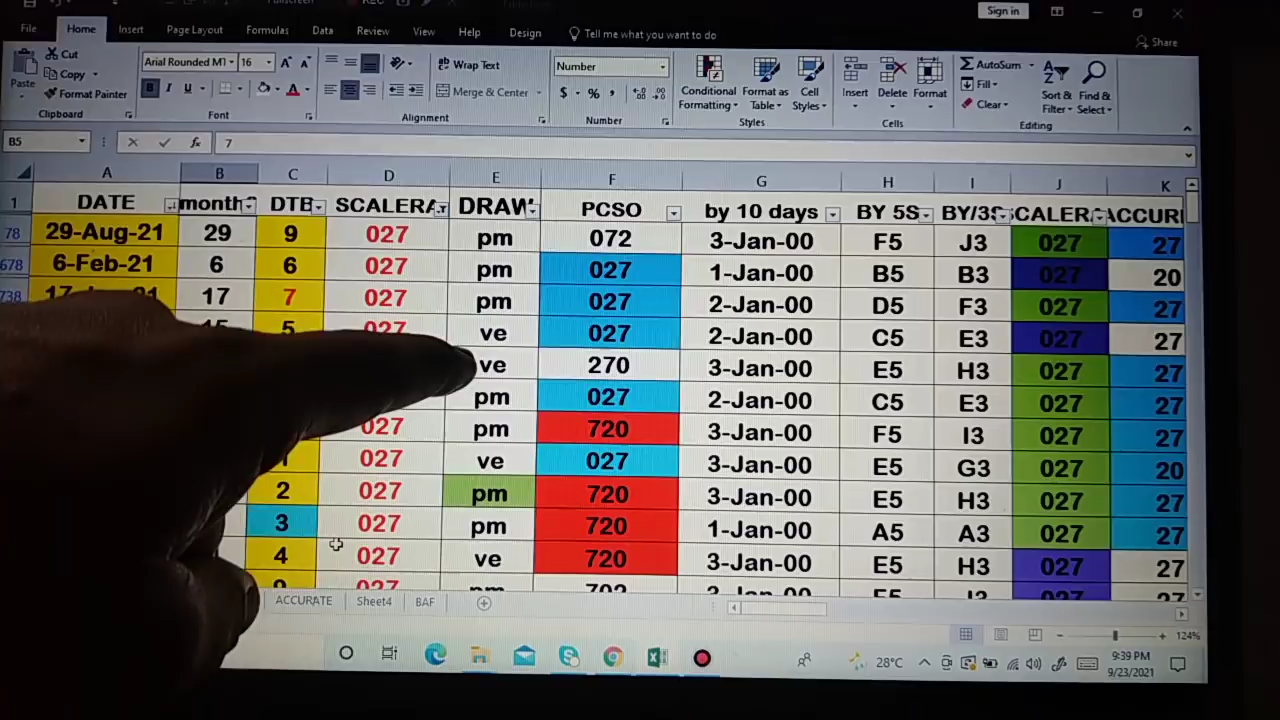 Sign in
File Home Insert Page Layout Formulas Data Review View Help Design Tell me what you want to do Share
Paste Cut Copy Format Painter Clipboard
Arial Rounded MT 16 A A B I U A Font
Wrap Text Merge & Center Alignment
Number $ % , Number
Conditional Formatting Format as Table Cell Styles Styles
Insert Delete Format Cells
AutoSum Fill Clear Sort & Filter Find & Select Editing
B5 fx 7
A B C D E F G H I J K
1 DATE month DTE SCALERA DRAW PCSO by 10 days BY 5S BY/3S SCALERA ACCUR
78 29-Aug-21 29 9 027 pm 072 3-Jan-00 F5 J3 027 27
678 6-Feb-21 6 6 027 pm 027 1-Jan-00 B5 B3 027 20
738 17 7 027 pm 027 2-Jan-00 D5 F3 027 27
15 5 027 ve 027 2-Jan-00 C5 E3 027 27
ve 270 3-Jan-00 E5 H3 027 27
pm 027 2-Jan-00 C5 E3 027 27
027 pm 720 3-Jan-00 F5 I3 027 27
027 ve 027 3-Jan-00 E5 G3 027 20
2 027 pm 720 3-Jan-00 E5 H3 027 27
3 027 pm 720 1-Jan-00 A5 A3 027 27
4 027 ve 720 3-Jan-00 E5 H3 027 27
027 pm 702
ACCURATE Sheet4 BAF
124%
28°C 9:39 PM
9/23/2021